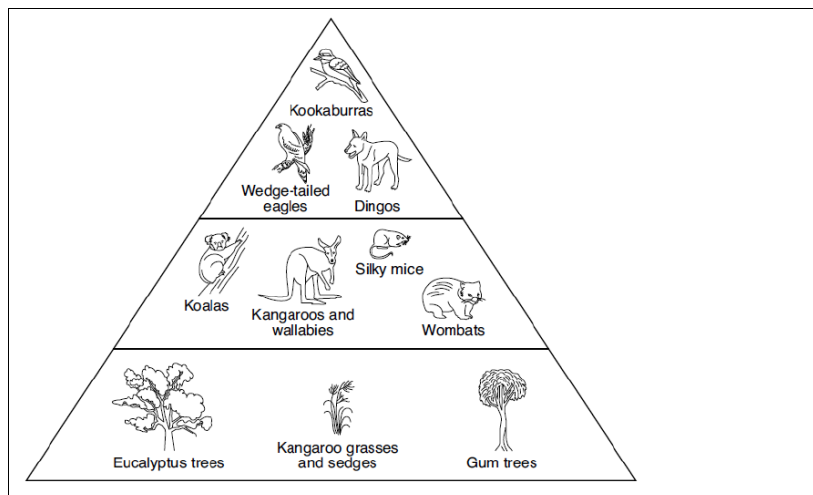 Kookaburras
Wedge-tailed
eagles
Dingos
Koalas
Kangaroos and
wallabies
Silky mice
Wombats
Eucalyptus trees
Kangaroo grasses
and sedges
Gum trees